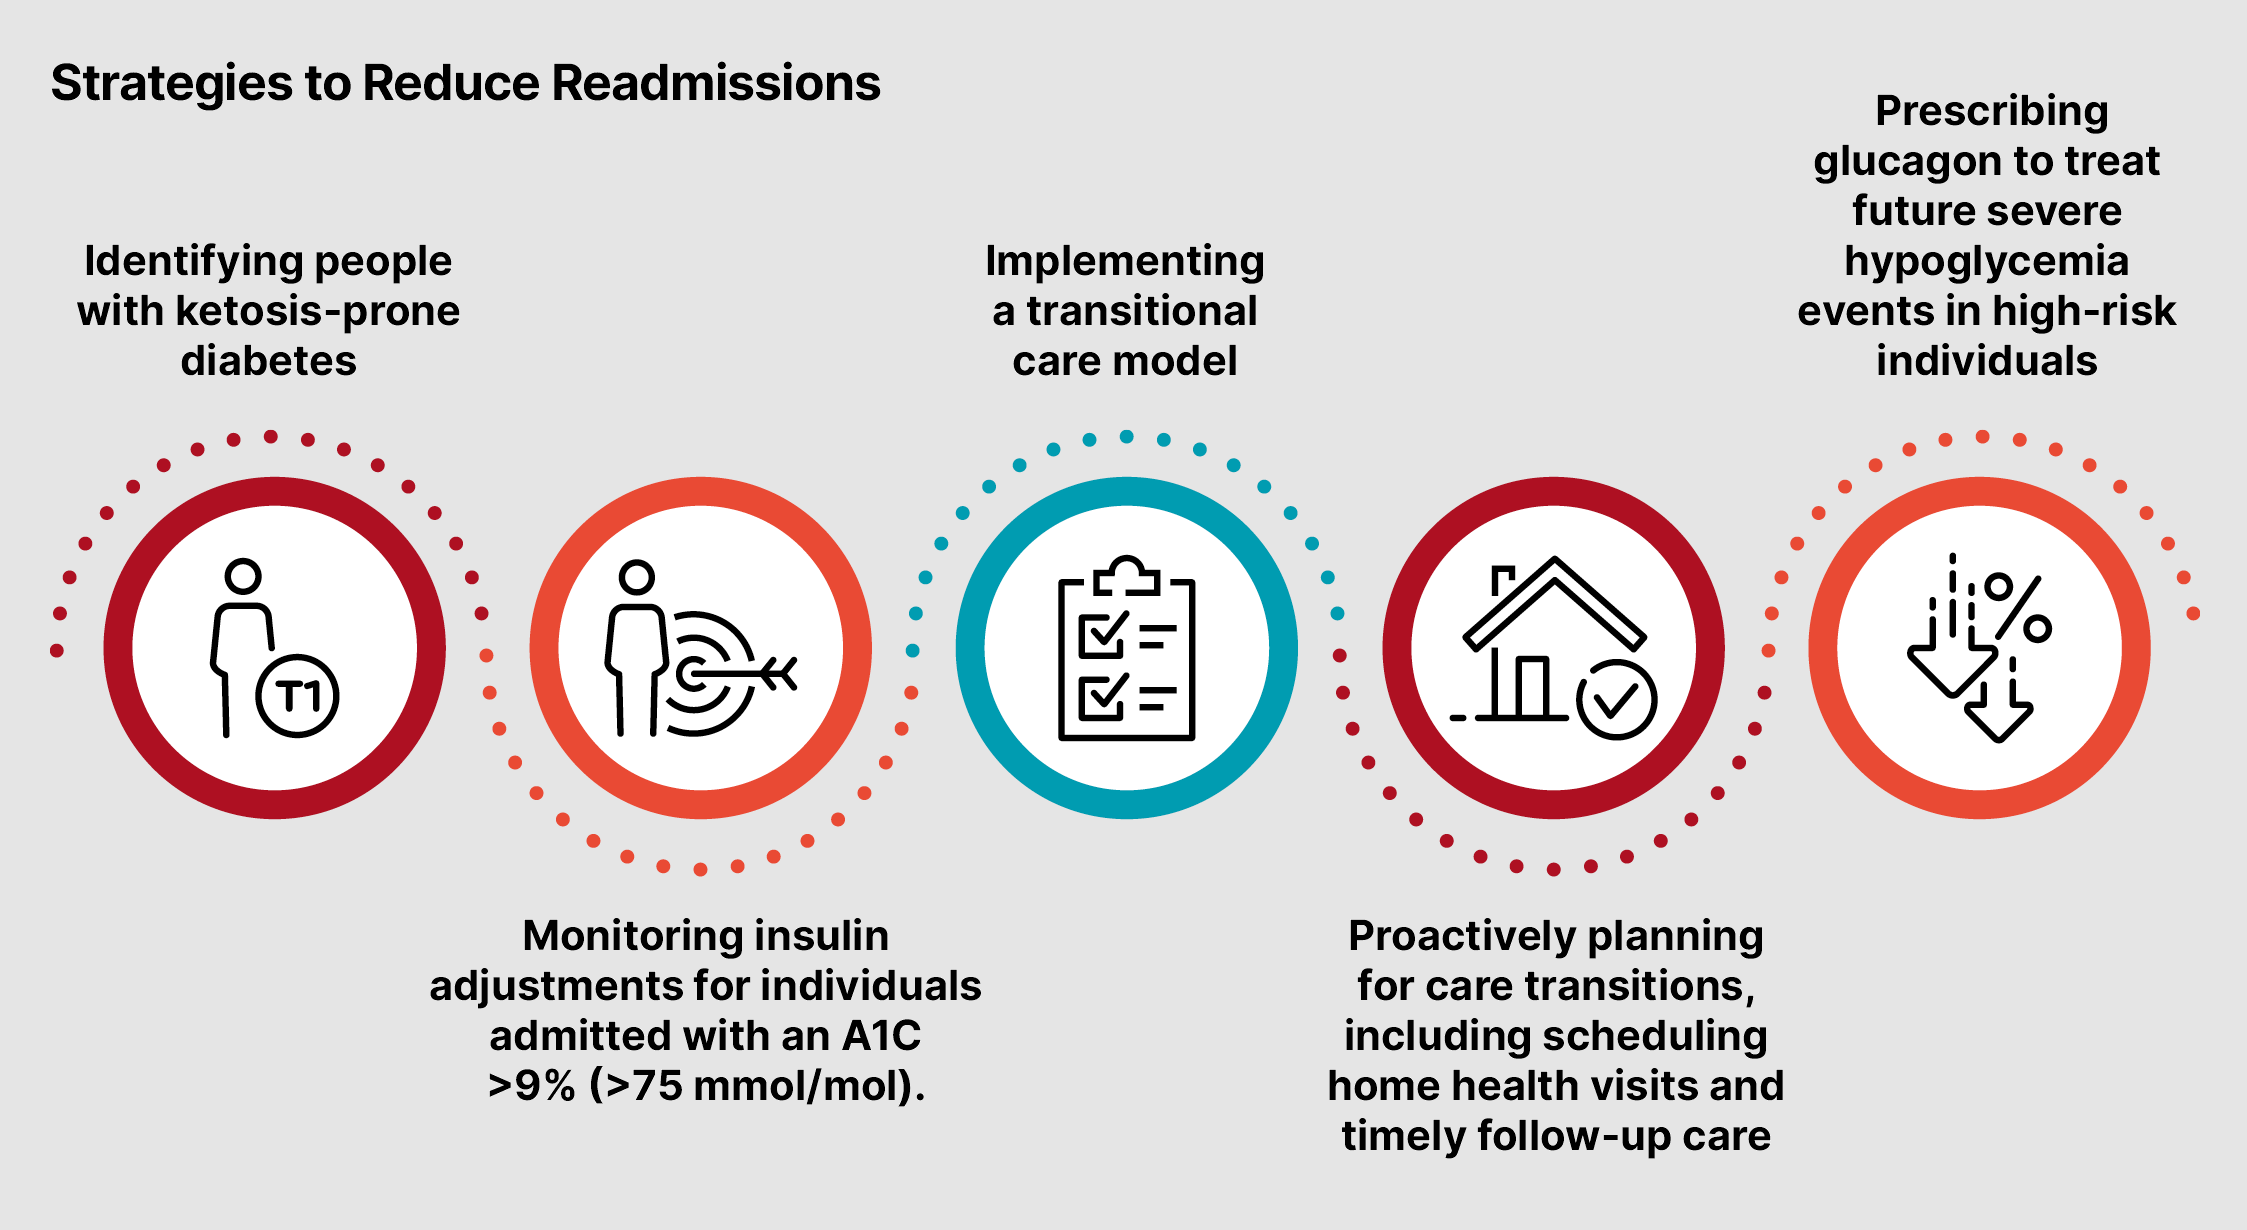 Strategies to Reduce Readmissions
Identifying people
with ketosis-prone
diabetes
T1
Monitoring insulin
adjustments for individuals
admitted with an A1C
>9% (>75 mmol/mol).
Implementing
a transitional
care model
Proactively planning
for care transitions,
including scheduling
home health visits and
timely follow-up care
Prescribing
glucagon to treat
future severe
hypoglycemia
events in high-risk
individuals
%